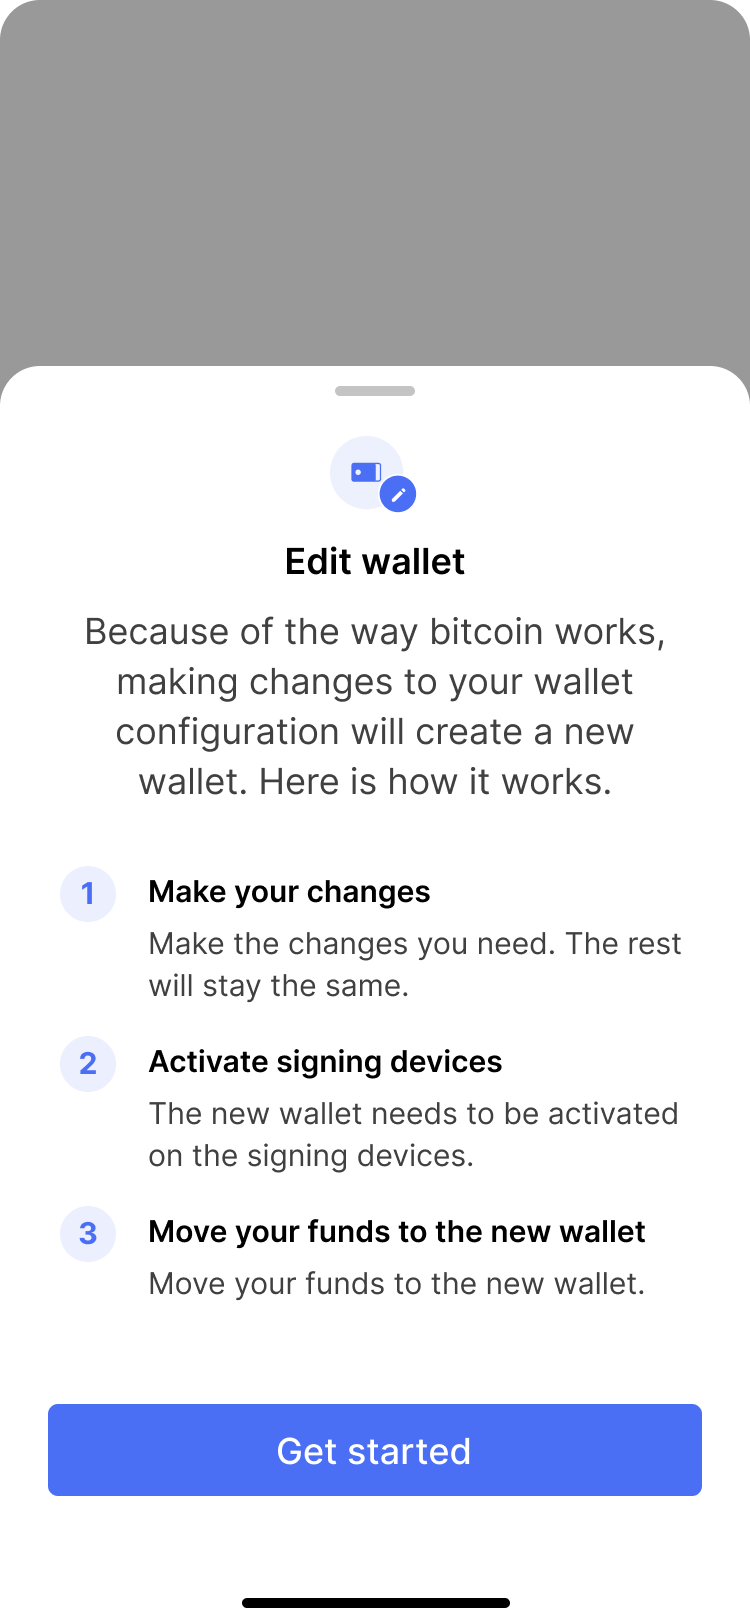 Edit wallet
Because of the way bitcoin works,
making changes to your wallet
configuration will create a new
wallet. Here is how it works.
1
Make your changes
Make the changes you need. The rest
will stay the same.
2
Activate signing devices
The new wallet needs to be activated
on the signing devices.
3
Move your funds to the new wallet
Move your funds to the new wallet.
Get started